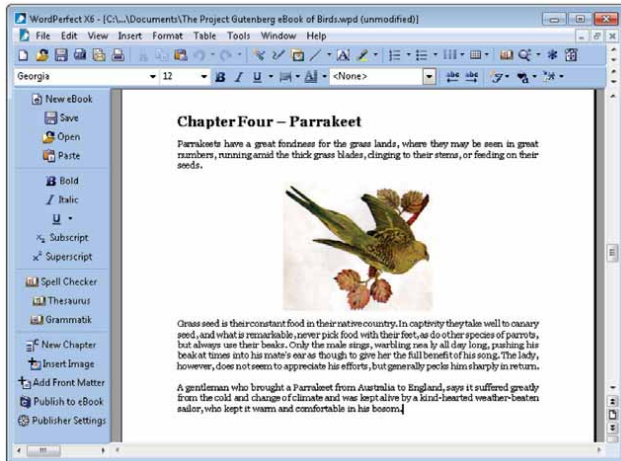 WordPerfect X6 - [C:\...\Documents\The Project Gutenberg eBook of Birds.wpd (unmodified)]
File Edit View Insert Format Table Tools Window Help
Georgia 12 B I U <None> abc abc
New eBook
Save
Open
Paste
B Bold
I Italic
U
x₂ Subscript
x² Superscript
Spell Checker
Thesaurus
Grammatik
New Chapter
Insert Image
Add Front Matter
Publish to eBook
Publisher Settings
Chapter Four – Parrakeet
Parrakeets have a great fondness for the grass lands, where they may be seen in great
numbers, running amid the thick grass blades, clinging to their stems, or feeding on their
seeds.
Grass seed is their constant food in their native country. In captivity they take well to canary
seed, and what is remarkable, never pick food with their feet, as do other species of parrots,
but always use their beaks. Only the male sings, warbling nea ly all day long, pushing his
beak at times into his mate's ear as though to give her the full benefit of his song. The lady,
however, does not seem to appreciate his efforts, but generally pecks him sharply in return.
A gentleman who brought a Parrakeet from Australia to England, says it suffered greatly
from the cold and change of climate and was kept alive by a kind-hearted weather-beaten
sailor, who kept it warm and comfortable in his bosom.